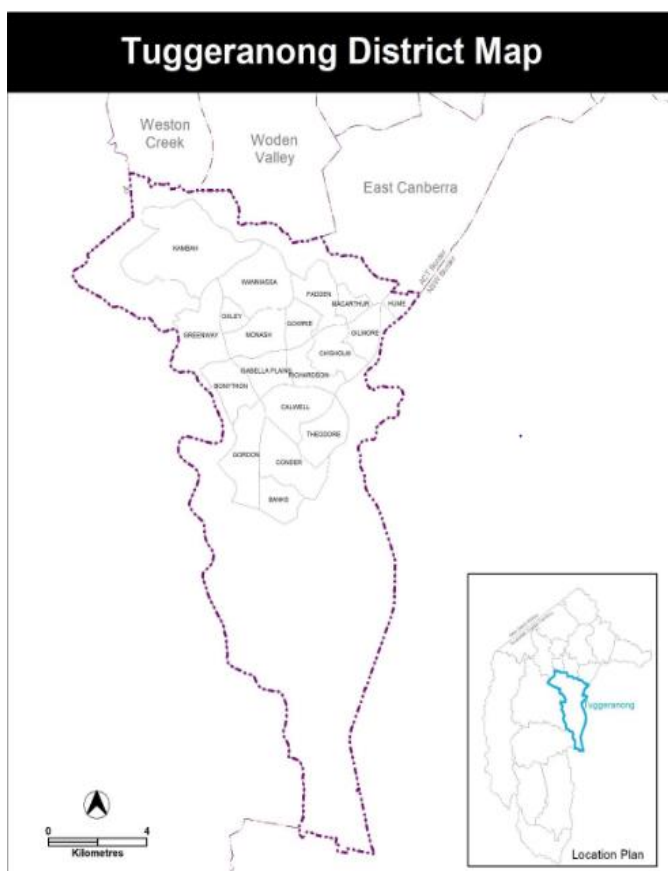 Tuggeranong District Map
Weston
Creek
Woden
Valley
East Canberra
ACT Border
NSW Border
KAMBAH
WANNIASSA
FADDEN
MACARTHUR
HUME
OXLEY
GOWRIE
GREENWAY
MONASH
GILMORE
CHISHOLM
ISABELLA PLAINS
RICHARDSON
BONYTHON
CALWELL
THEODORE
GORDON
CONDER
BANKS
Tuggeranong
0 4
Kilometres
Location Plan